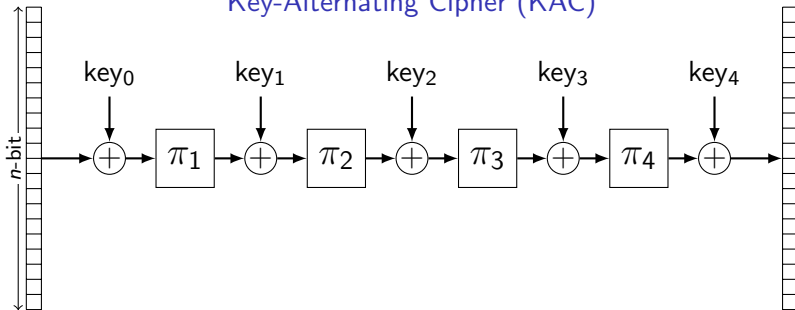 Key-Alternating Cipher (KAC)
key₀ key₁ key₂ key₃ key₄
n-bit
π₁ π₂ π₃ π₄